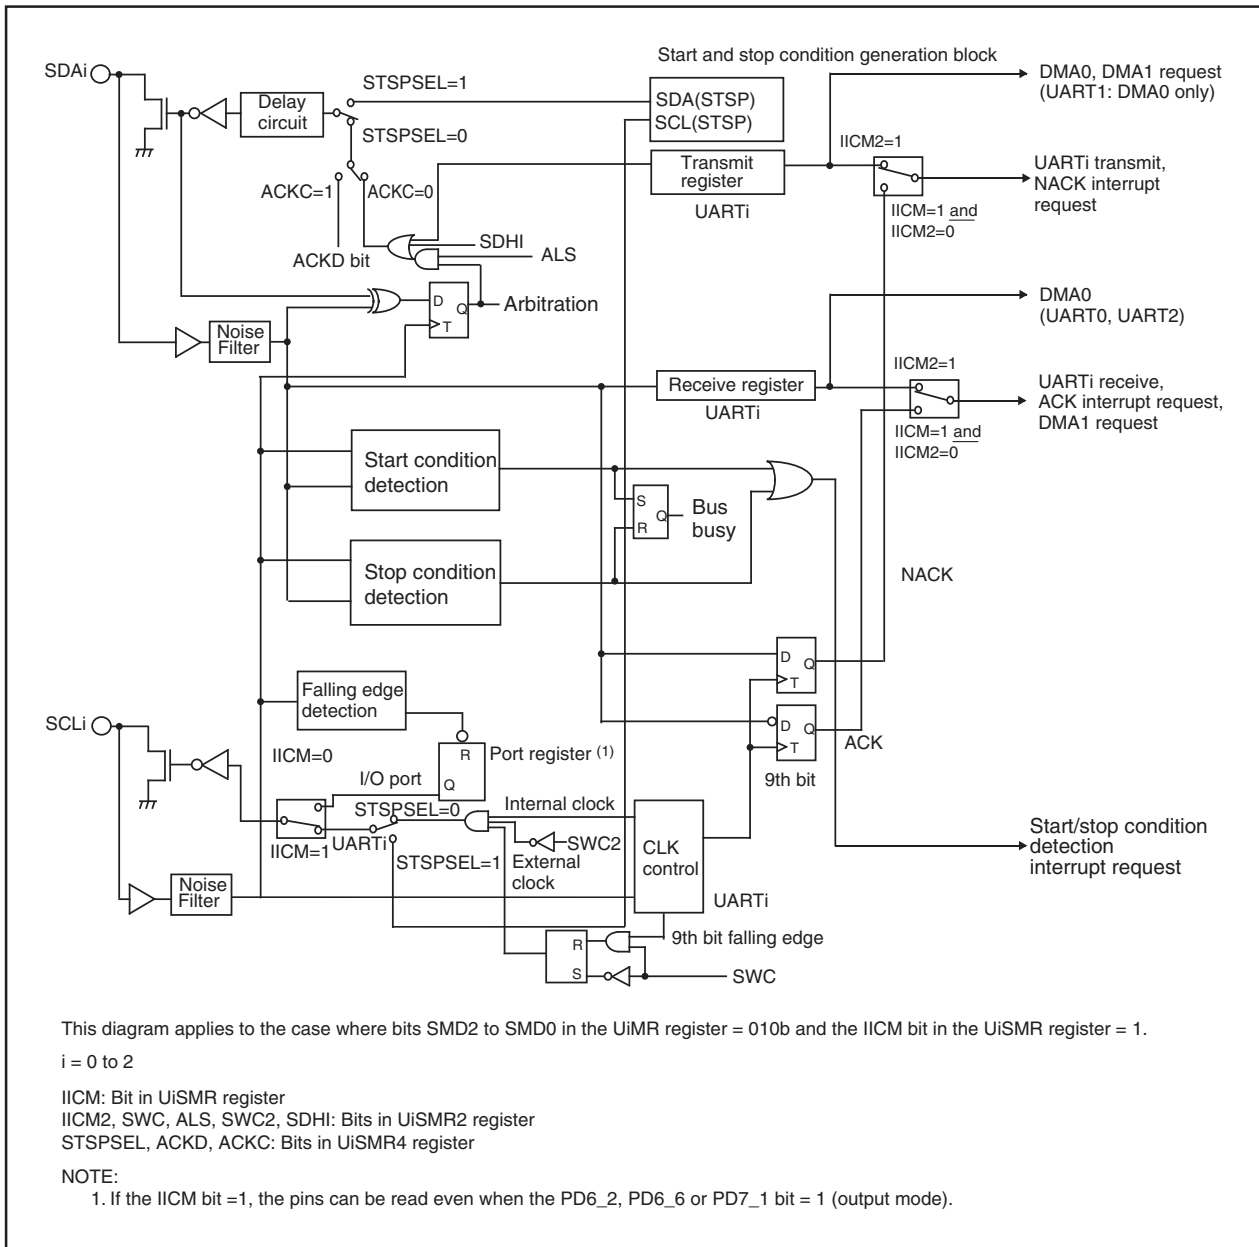 Start and stop condition generation block
SDAi
STSPSEL=1
Delay
circuit
STSPSEL=0
SDA(STSP)
SCL(STSP)
DMA0, DMA1 request
(UART1: DMA0 only)
ACKC=1
ACKC=0
Transmit
register
UARTi
IICM2=1
UARTi transmit,
NACK interrupt
request
IICM=1 and
IICM2=0
SDHI
ALS
ACKD bit
D
Q
T
Arbitration
Noise
Filter
DMA0
(UART0, UART2)
Receive register
UARTi
IICM2=1
UARTi receive,
ACK interrupt request,
DMA1 request
IICM=1 and
IICM2=0
Start condition
detection
S
R
Q
Bus
busy
Stop condition
detection
NACK
D
Q
T
Falling edge
detection
SCLi
D
Q
T
ACK
9th bit
R
Q
Port register (1)
IICM=0
I/O port
STSPSEL=0
IICM=1
UARTi
STSPSEL=1
Internal clock
SWC2
External
clock
CLK
control
UARTi
Start/stop condition
detection
interrupt request
Noise
Filter
9th bit falling edge
R
S
SWC
This diagram applies to the case where bits SMD2 to SMD0 in the UiMR register = 010b and the IICM bit in the UiSMR register = 1.
i = 0 to 2
IICM: Bit in UiSMR register
IICM2, SWC, ALS, SWC2, SDHI: Bits in UiSMR2 register
STSPSEL, ACKD, ACKC: Bits in UiSMR4 register
NOTE:
1. If the IICM bit =1, the pins can be read even when the PD6_2, PD6_6 or PD7_1 bit = 1 (output mode).